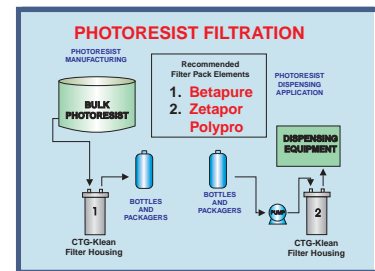 PHOTORESIST FILTRATION
PHOTORESIST
MANUFACTURING
Recommended
Filter Pack Elements
1. Betapure
2. Zetapor
Polypro
PHOTORESIST
DISPENSING
APPLICATION
BULK
PHOTORESIST
DISPENSING
EQUIPMENT
BOTTLES
AND
PACKAGERS
BOTTLES
AND
PACKAGERS
PUMP
1
2
CTG-Klean
Filter Housing
CTG-Klean
Filter Housing